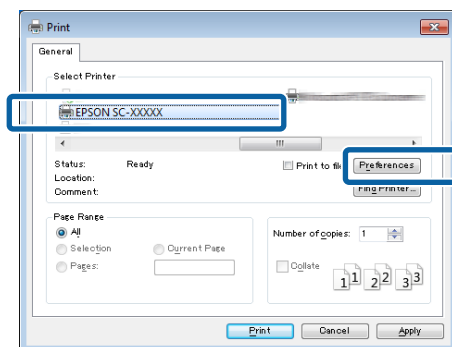 Print
General
Select Printer
EPSON SC-XXXXX
Status: Ready
Print to file
Preferences
Location:
Comment:
Find Printer...
Page Range
All
Selection
Current Page
Pages:
Number of copies: 1
Collate
1 1 2 2 3 3
Print
Cancel
Apply